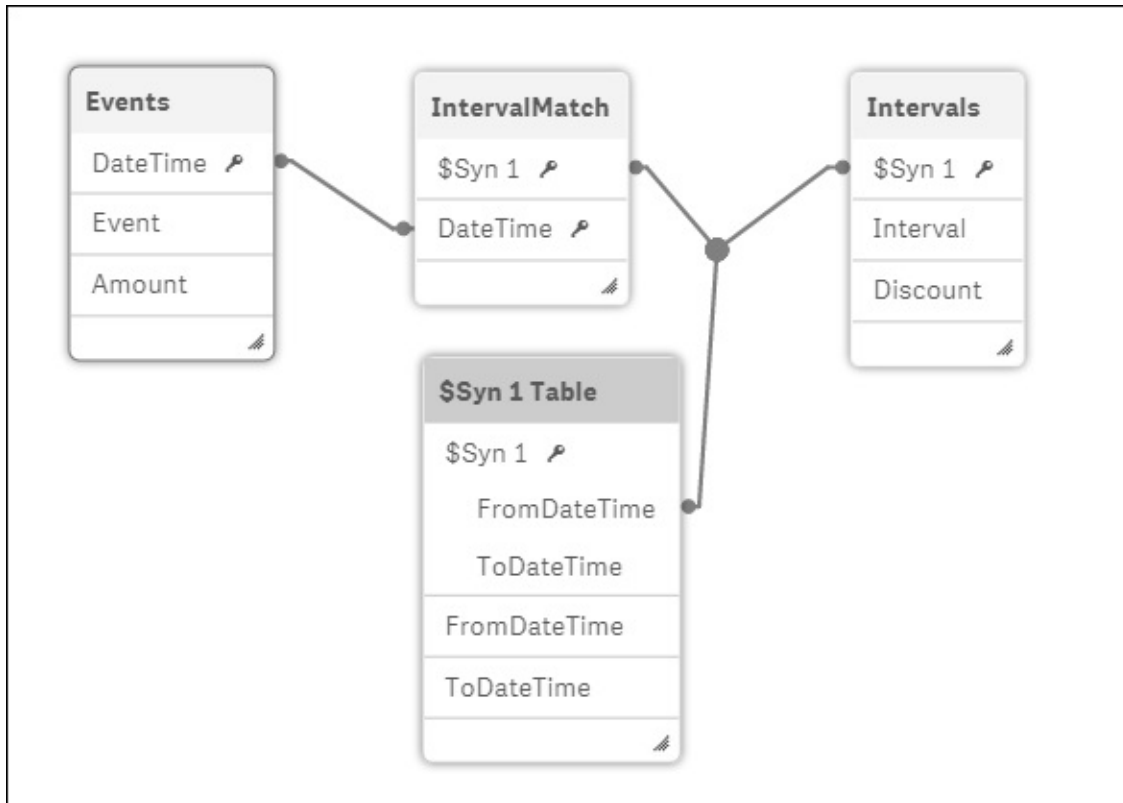 Events
DateTime
Event
Amount
IntervalMatch
$Syn 1
DateTime
Intervals
$Syn 1
Interval
Discount
$Syn 1 Table
$Syn 1
FromDateTime
ToDateTime
FromDateTime
ToDateTime